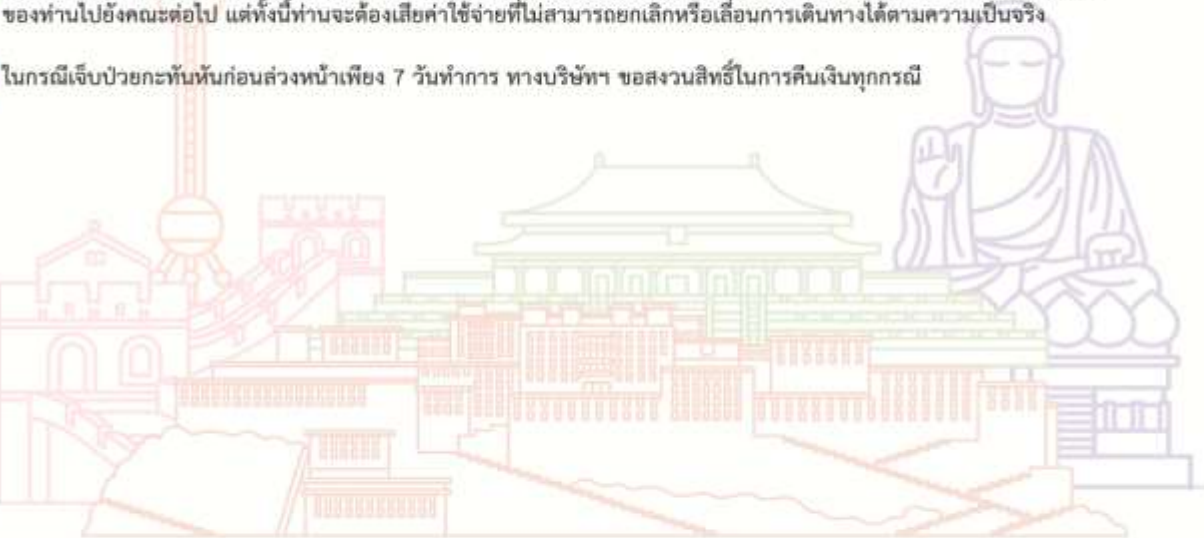 ของท่านไปยังคณะต่อไป แต่ทั้งนี้ท่านจะต้องเสียค่าใช้จ่ายที่ไม่สามารถยกเลิกหรือเลื่อนการเดินทางได้ตามความเป็นจริง
ในกรณีเจ็บป่วยกะทันหันก่อนล่วงหน้าเพียง 7 วันทำการ ทางบริษัทฯ ขอสงวนสิทธิ์ในการคืนเงินทุกกรณี